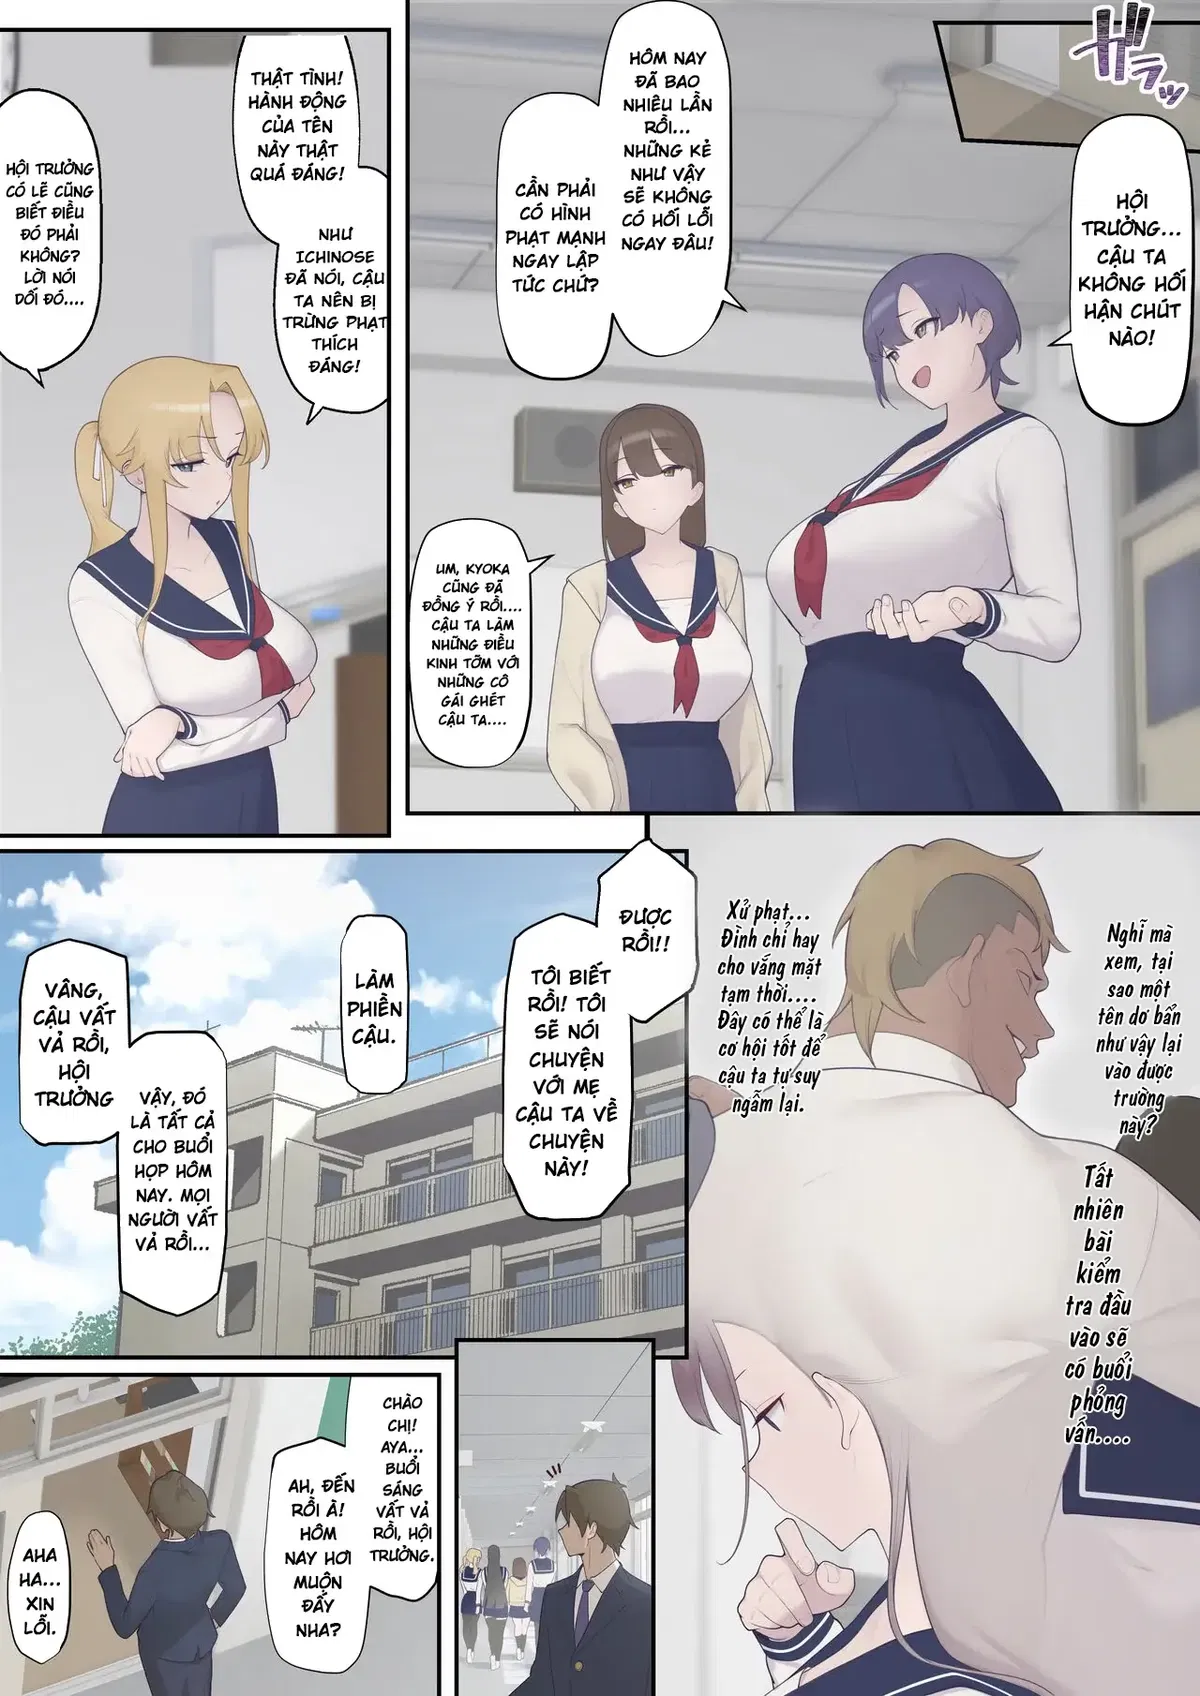 ガラッ
HỘI
TRƯỞNG...
CẬU TA
KHÔNG HỐI
HẬN CHÚT
NÀO!
HÔM NAY
ĐÃ BAO
NHIÊU LẦN
RỒI...
NHỮNG KẺ
NHƯ VẬY
SẼ KHÔNG
CÓ HỐI LỖI
NGAY ĐÂU!
CẦN PHẢI
CÓ HÌNH
PHẠT MẠNH
NGAY LẬP
TỨC CHỨ?
UM, KYOKA
CŨNG ĐÃ
ĐỒNG Ý RỒI....
CẬU TA LÀM
NHỮNG ĐIỀU
KINH TỞM VỚI
NHỮNG CÔ
GÁI GHÉT
CẬU TA....
THẬT TÌNH!
HÀNH ĐỘNG
CỦA TÊN
NÀY THẬT
QUÁ ĐÁNG!
NHƯ
ICHINOSE
ĐÃ NÓI, CẬU
TA NÊN BỊ
TRỪNG PHẠT
THÍCH
ĐÁNG!
HỘI TRƯỞNG
CÓ LẼ CŨNG
BIẾT ĐIỀU
ĐÓ PHẢI
KHÔNG?
LỜI NÓI
DỐI ĐÓ....
Nghĩ mà
xem, tại
sao một
tên dơ bẩn
như vậy lại
vào được
trường
này?
Tất
nhiên
bài
kiểm
tra đầu
vào sẽ
có buổi
phỏng
vấn....
Xử phạt...
Đình chỉ hay
cho vắng mặt
tạm thời....
Đây có thể là
cơ hội tốt để
cậu ta tự suy
ngẫm lại.
ĐƯỢC
RỒI!!
TÔI BIẾT
RỒI! TÔI
SẼ NÓI
CHUYỆN
VỚI MẸ
CẬU TA VỀ
CHUYỆN
NÀY!
LÀM
PHIỀN
CẬU.
VẬY, ĐÓ
LÀ TẤT CẢ
CHO BUỔI
HỌP HÔM
NAY. MỌI
NGƯỜI VẤT
VẢ RỒI...
VÂNG,
CẬU VẤT
VẢ RỒI,
HỘI
TRƯỞNG
CHÀO
CHỊ!
AYA...
BUỔI
SÁNG
VẤT VẢ
RỒI, HỘI
TRƯỞNG.
AH, ĐẾN
RỒI À!
HÔM
NAY HƠI
MUỘN
ĐẤY
NHA?
AHA
HA...
XIN
LỖI.